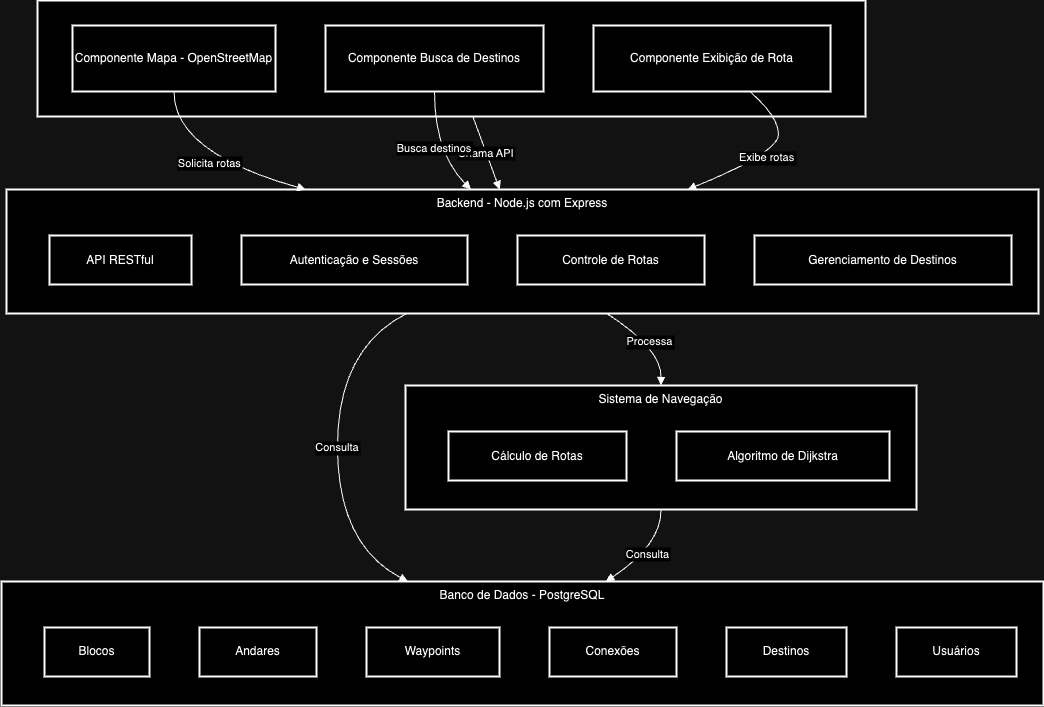 Componente Mapa - OpenStreetMap
Componente Busca de Destinos
Componente Exibição de Rota
Solicita rotas
Busca destinos
Chama API
Exibe rotas
Backend - Node.js com Express
API RESTful
Autenticação e Sessões
Controle de Rotas
Gerenciamento de Destinos
Processa
Sistema de Navegação
Cálculo de Rotas
Algoritmo de Dijkstra
Consulta
Consulta
Banco de Dados - PostgreSQL
Blocos
Andares
Waypoints
Conexões
Destinos
Usuários